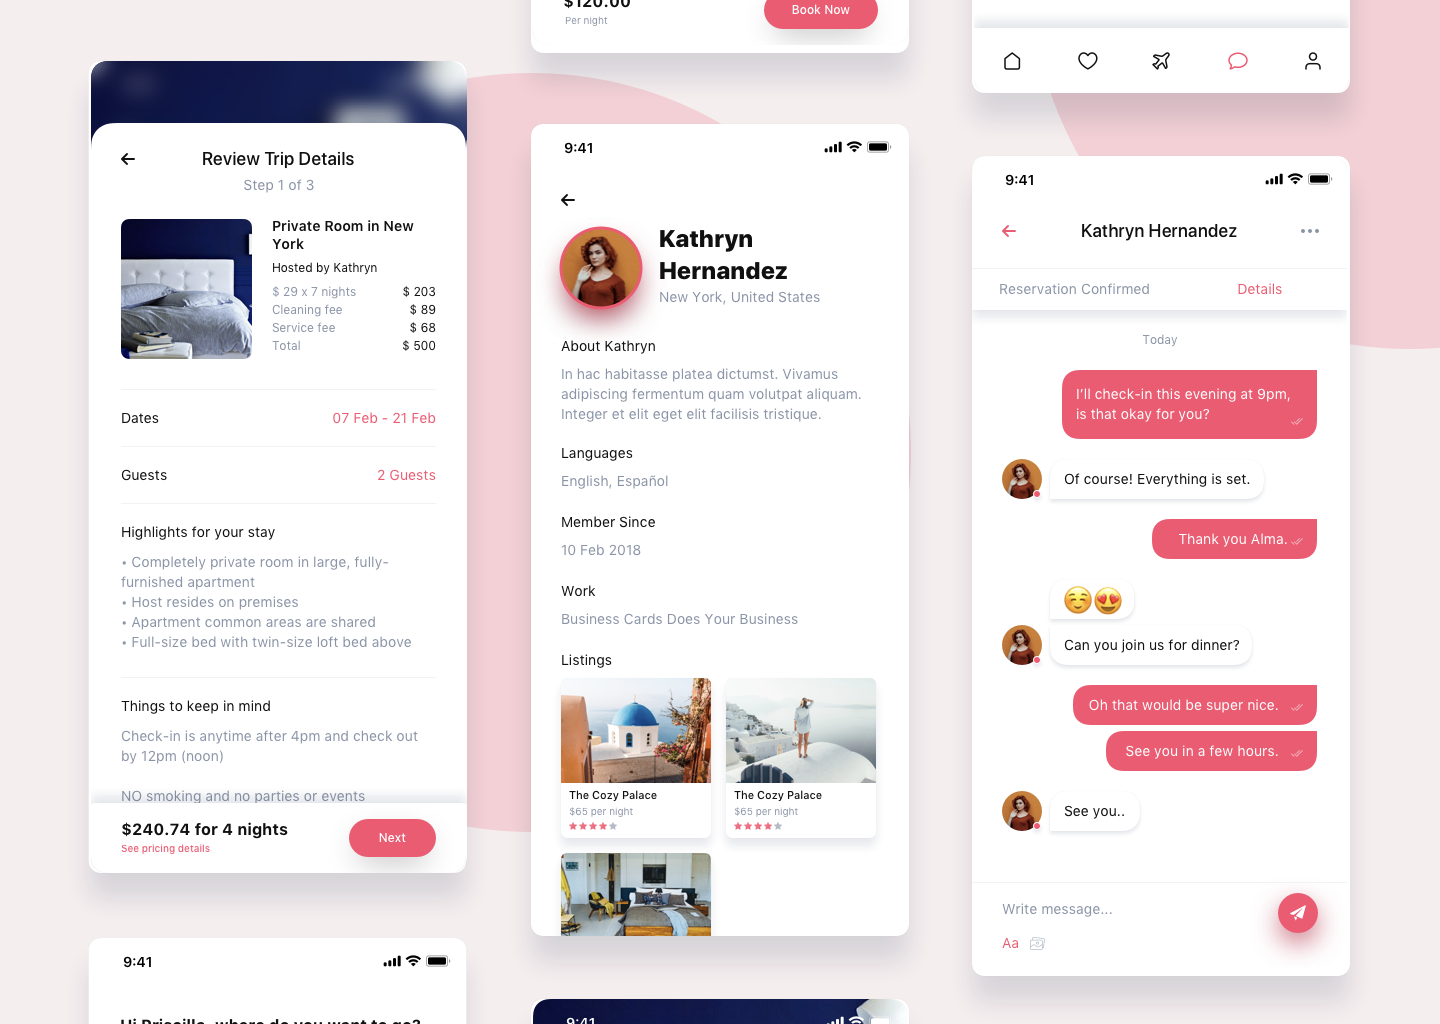 Review Trip Details
Step 1 of 3
Private Room in New
York
Hosted by Kathryn
$ 29 x 7 nights $ 203
Cleaning fee $ 89
Service fee $ 68
Total $ 500
Dates 07 Feb - 21 Feb
Guests 2 Guests
Highlights for your stay
• Completely private room in large, fully-
furnished apartment
• Host resides on premises
• Apartment common areas are shared
• Full-size bed with twin-size loft bed above
Things to keep in mind
Check-in is anytime after 4pm and check out
by 12pm (noon)
NO smoking and no parties or events
$240.74 for 4 nights
See pricing details
Next
9:41
Hi Priscilla, where do you want to go?
$120.00
Per night
Book Now
9:41
Kathryn
Hernandez
New York, United States
About Kathryn
In hac habitasse platea dictumst. Vivamus
adipiscing fermentum quam volutpat aliquam.
Integer et elit eget elit facilisis tristique.
Languages
English, Español
Member Since
10 Feb 2018
Work
Business Cards Does Your Business
Listings
The Cozy Palace
$65 per night
The Cozy Palace
$65 per night
9:41
9:41
Kathryn Hernandez
Reservation Confirmed Details
Today
I'll check-in this evening at 9pm,
is that okay for you?
Of course! Everything is set.
Thank you Alma.
Can you join us for dinner?
Oh that would be super nice.
See you in a few hours.
See you..
Write message...
Aa